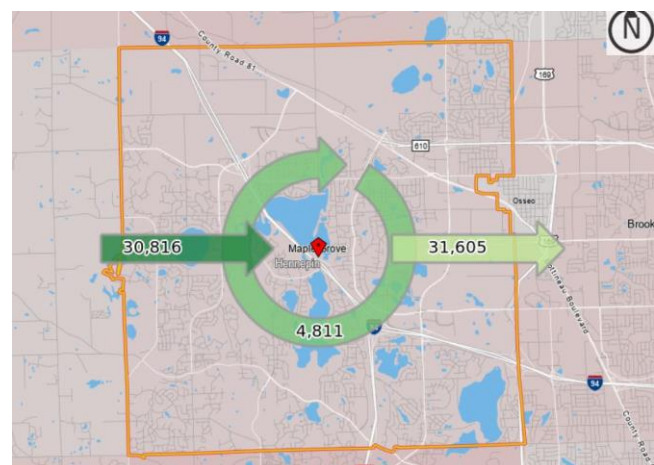 N
94
County Road 81
169
610
Osseo
Brook
30,816
Maple Grove
Hennepin
31,605
4,811
94
County Road